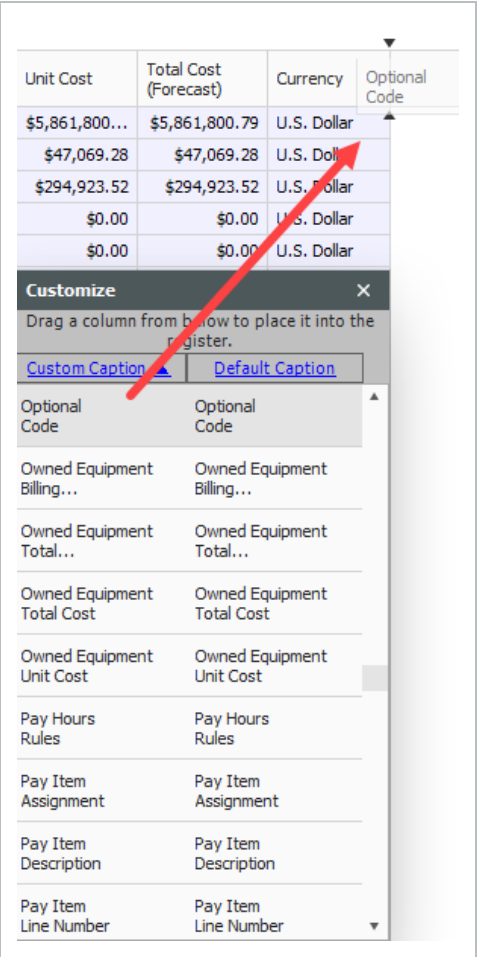 Unit Cost Total Cost Currency Optional
(Forecast) Code
$5,861,800... $5,861,800.79 U.S. Dollar
$47,069.28 $47,069.28 U.S. Dollar
$294,923.52 $294,923.52 U.S. Dollar
$0.00 $0.00 U.S. Dollar
$0.00 $0.00 U.S. Dollar
Customize
Drag a column from below to place it into the
register.
Custom Caption Default Caption
Optional Optional
Code Code
Owned Equipment Owned Equipment
Billing... Billing...
Owned Equipment Owned Equipment
Total... Total...
Owned Equipment Owned Equipment
Total Cost Total Cost
Owned Equipment Owned Equipment
Unit Cost Unit Cost
Pay Hours Pay Hours
Rules Rules
Pay Item Pay Item
Assignment Assignment
Pay Item Pay Item
Description Description
Pay Item Pay Item
Line Number Line Number